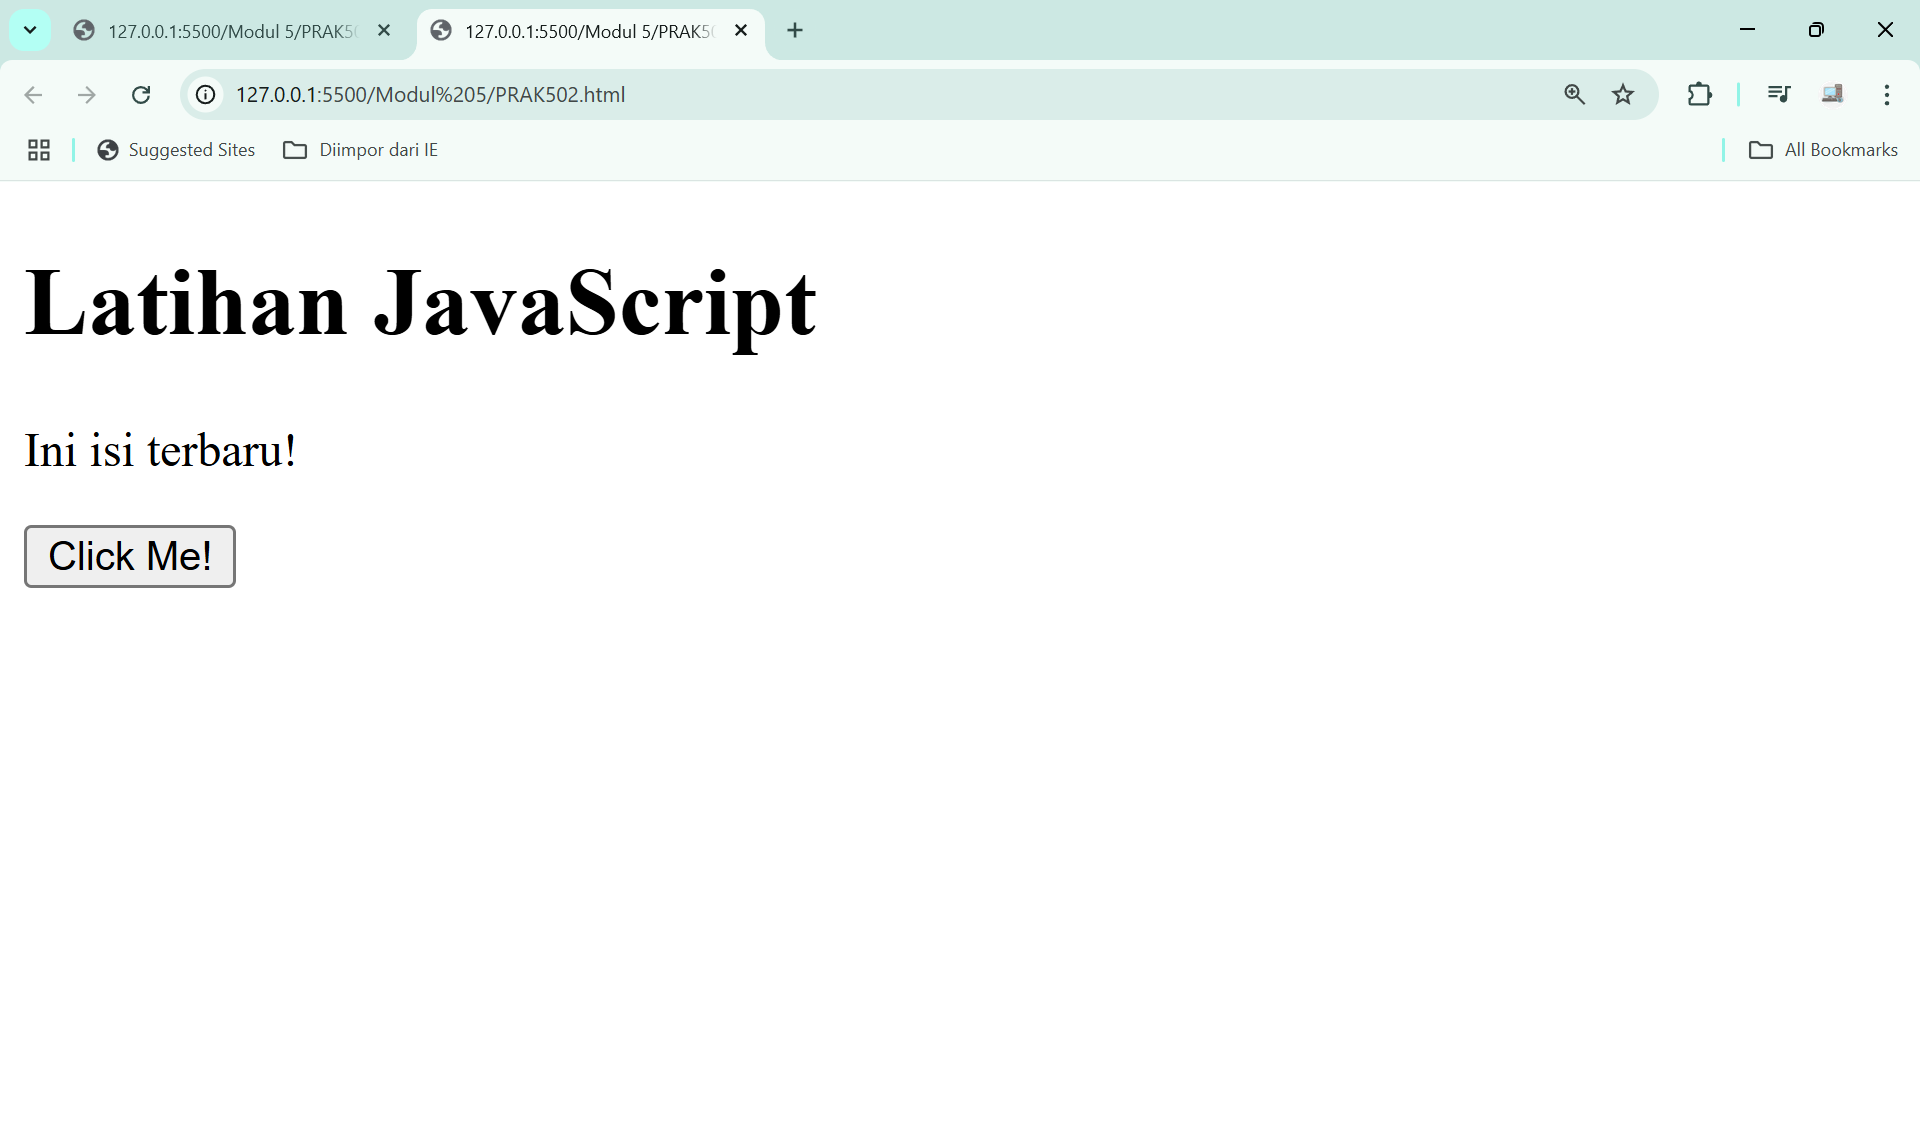 127.0.0.1:5500/Modul 5/PRAK5
127.0.0.1:5500/Modul 5/PRAK5
127.0.0.1:5500/Modul%205/PRAK502.html
Suggested Sites
Diimpor dari IE
All Bookmarks
Latihan JavaScript
Ini isi terbaru!
Click Me!